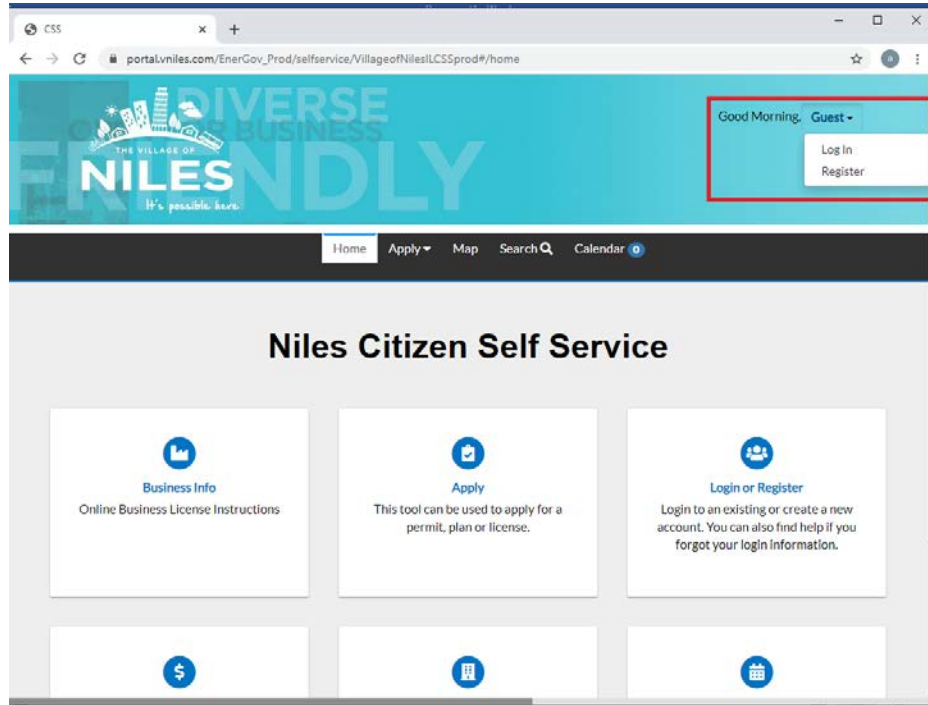 CSS
portal.vniles.com/EnerGov_Prod/selfservice/VillageofNilesILCSSprod#/home
DIVERSE
BUSINESS
FRIENDLY
THE VILLAGE OF
NILES
It's possible here.
Good Morning, Guest
Log In
Register
Home Apply Map Search Calendar 0
Niles Citizen Self Service
Business Info
Online Business License Instructions
Apply
This tool can be used to apply for a
permit, plan or license.
Login or Register
Login to an existing or create a new
account. You can also find help if you
forgot your login information.